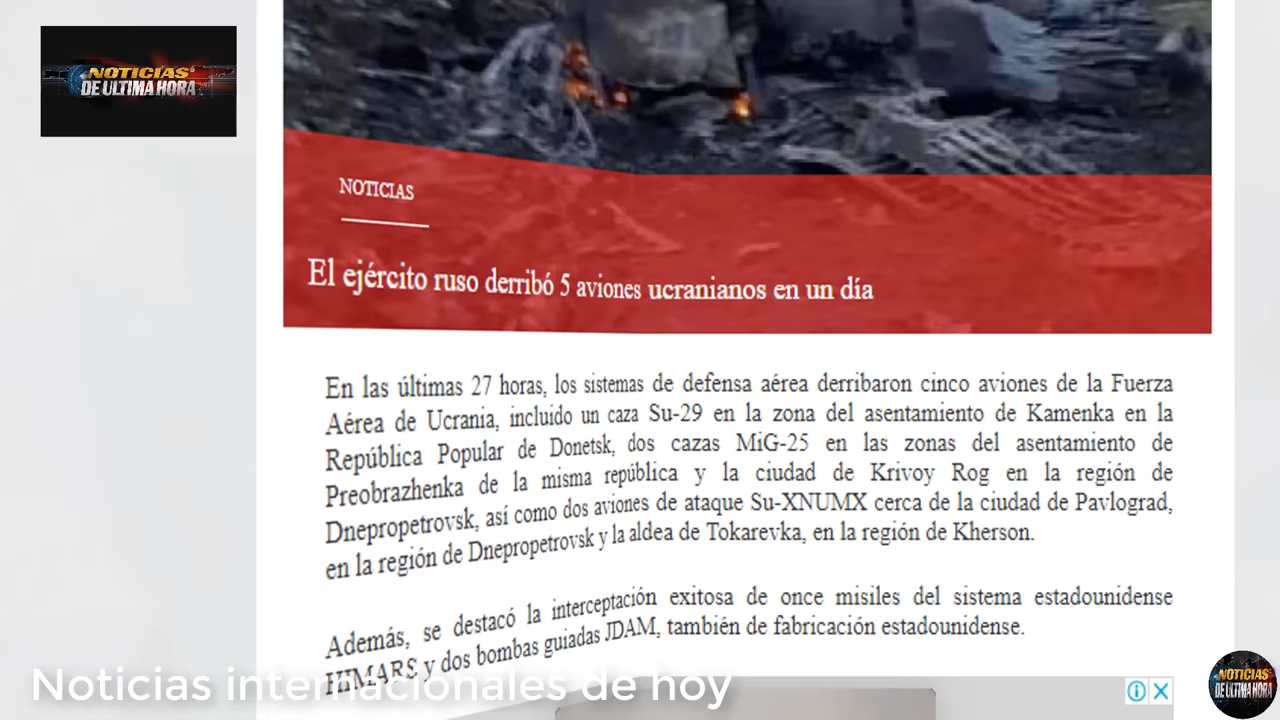 NOTICIAS
DE ULTIMA HORA
NOTICIAS
El ejército ruso derribó 5 aviones ucranianos en un día
En las últimas 27 horas, los sistemas de defensa aérea derribaron cinco aviones de la Fuerza
Aérea de Ucrania, incluido un caza Su-29 en la zona del asentamiento de Kamenka en la
República Popular de Donetsk, dos cazas MiG-25 en las zonas del asentamiento de
Preobrazhenka de la misma república y la ciudad de Krivoy Rog en la región de
Dnepropetrovsk, así como dos aviones de ataque Su-XNUMX cerca de la ciudad de Pavlograd,
en la región de Dnepropetrovsk y la aldea de Tokarevka, en la región de Kherson.
Además, se destacó la interceptación exitosa de once misiles del sistema estadounidense
HIMARS y dos bombas guiadas JDAM, también de fabricación estadounidense.
Noticias internacionales de hoy
NOTICIAS
DE ULTIMA HORA